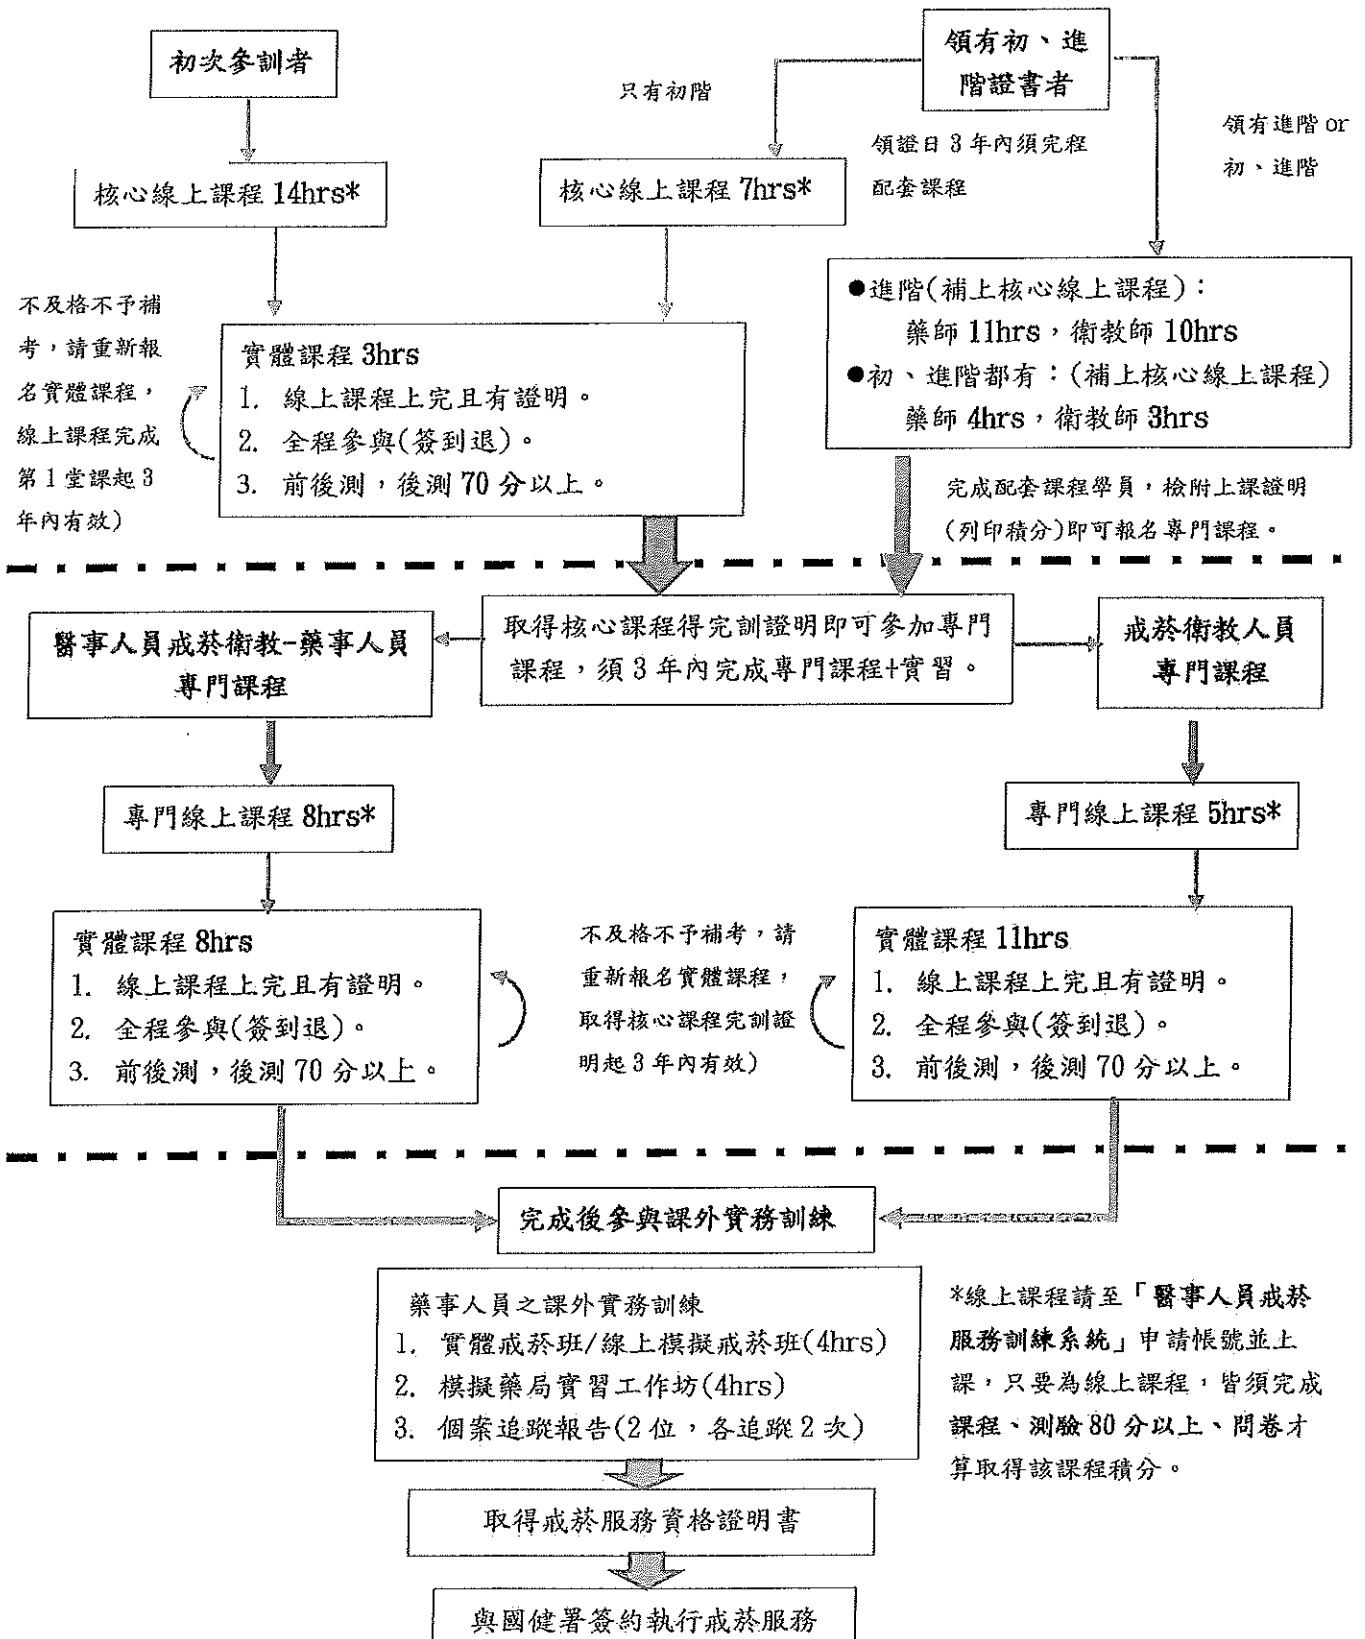 初次參訓者
領有初、進
階證書者
只有初階
領有進階 or
初、進階
領證日 3 年內須完程
配套課程
核心線上課程 14hrs*
核心線上課程 7hrs*
●進階(補上核心線上課程)：
藥師 11hrs，衛教師 10hrs
●初、進階都有：(補上核心線上課程)
藥師 4hrs，衛教師 3hrs
不及格不予補
考，請重新報
名實體課程，
線上課程完成
第 1 堂課起 3
年內有效)
實體課程 3hrs
1. 線上課程上完且有證明。
2. 全程參與(簽到退)。
3. 前後測，後測 70 分以上。
完成配套課程學員，檢附上課證明
(列印積分)即可報名專門課程。
醫事人員戒菸衛教-藥事人員
專門課程
取得核心課程得完訓證明即可參加專門
課程，須 3 年內完成專門課程+實習。
戒菸衛教人員
專門課程
專門線上課程 8hrs*
專門線上課程 5hrs*
實體課程 8hrs
1. 線上課程上完且有證明。
2. 全程參與(簽到退)。
3. 前後測，後測 70 分以上。
不及格不予補考，請
重新報名實體課程，
取得核心課程完訓證
明起 3 年內有效)
實體課程 11hrs
1. 線上課程上完且有證明。
2. 全程參與(簽到退)。
3. 前後測，後測 70 分以上。
完成後參與課外實務訓練
藥事人員之課外實務訓練
1. 實體戒菸班/線上模擬戒菸班(4hrs)
2. 模擬藥局實習工作坊(4hrs)
3. 個案追蹤報告(2 位，各追蹤 2 次)
*線上課程請至「醫事人員戒菸
服務訓練系統」申請帳號並上
課，只要為線上課程，皆須完成
課程、測驗 80 分以上、問卷才
算取得該課程積分。
取得戒菸服務資格證明書
與國健署簽約執行戒菸服務